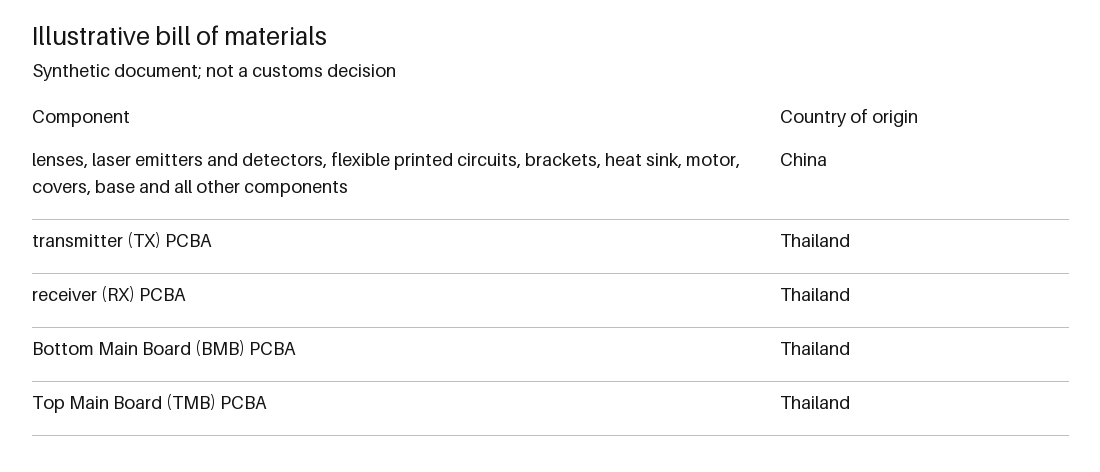 Illustrative bill of materials
Synthetic document; not a customs decision
Component Country of origin
lenses, laser emitters and detectors, flexible printed circuits, brackets, heat sink, motor, China
covers, base and all other components
transmitter (TX) PCBA Thailand
receiver (RX) PCBA Thailand
Bottom Main Board (BMB) PCBA Thailand
Top Main Board (TMB) PCBA Thailand